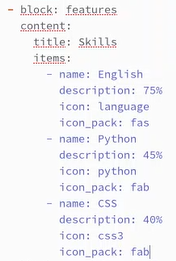 - block: features
content:
title: Skills
items:
- name: English
description: 75%
icon: language
icon_pack: fas
- name: Python
description: 45%
icon: python
icon_pack: fab
- name: CSS
description: 40%
icon: css3
icon_pack: fab